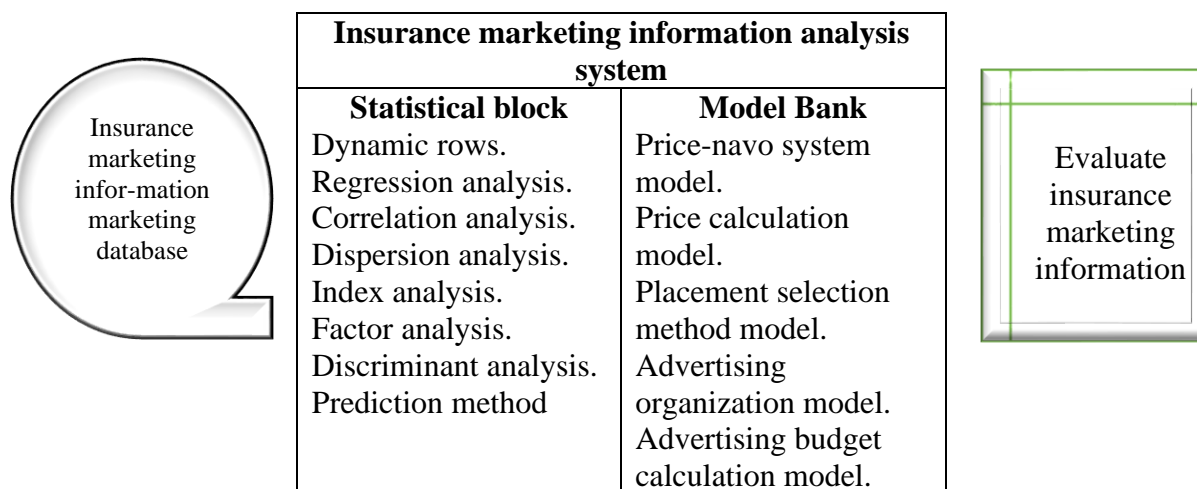 Insurance
marketing
infor-mation
marketing
database
Insurance marketing information analysis
system
Statistical block
Dynamic rows.
Regression analysis.
Correlation analysis.
Dispersion analysis.
Index analysis.
Factor analysis.
Discriminant analysis.
Prediction method
Model Bank
Price-navo system
model.
Price calculation
model.
Placement selection
method model.
Advertising
organization model.
Advertising budget
calculation model.
Evaluate
insurance
marketing
information